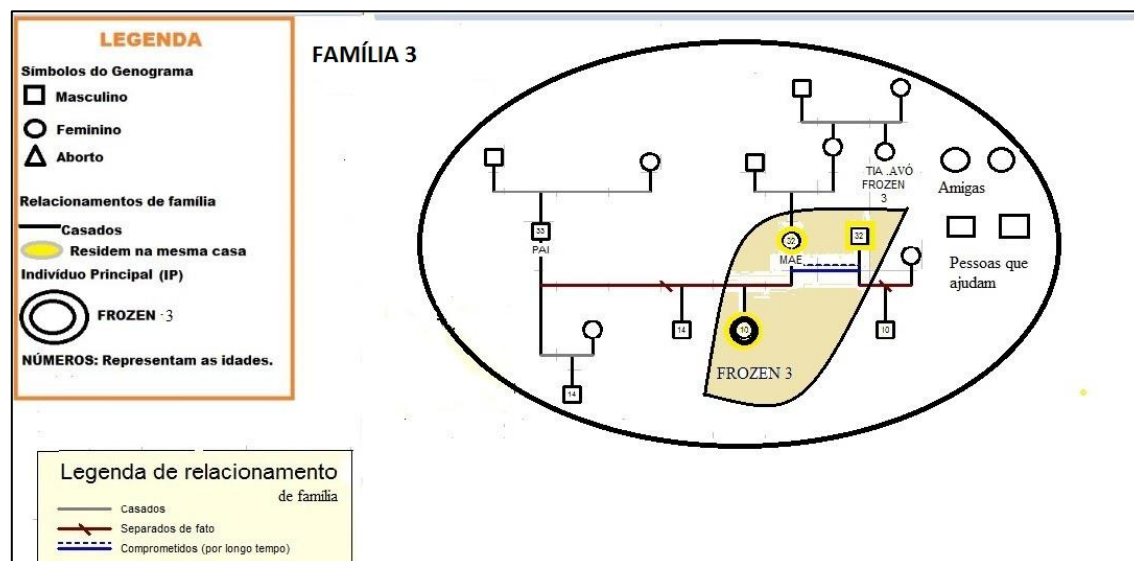 LEGENDA
Símbolos do Genograma
Masculino
Feminino
Aborto
Relacionamentos de família
Casados
Residem na mesma casa
Indivíduo Principal (IP)
FROZEN 3
NÚMEROS: Representam as idades.
Legenda de relacionamento
de família
Casados
Separados de fato
Comprometidos (por longo tempo)
FAMÍLIA 3
TIA AVÓ
FROZEN
3
Amigas
33
PAI
32
MAE
32
Pessoas que
ajudam
14
10
10
FROZEN 3
14